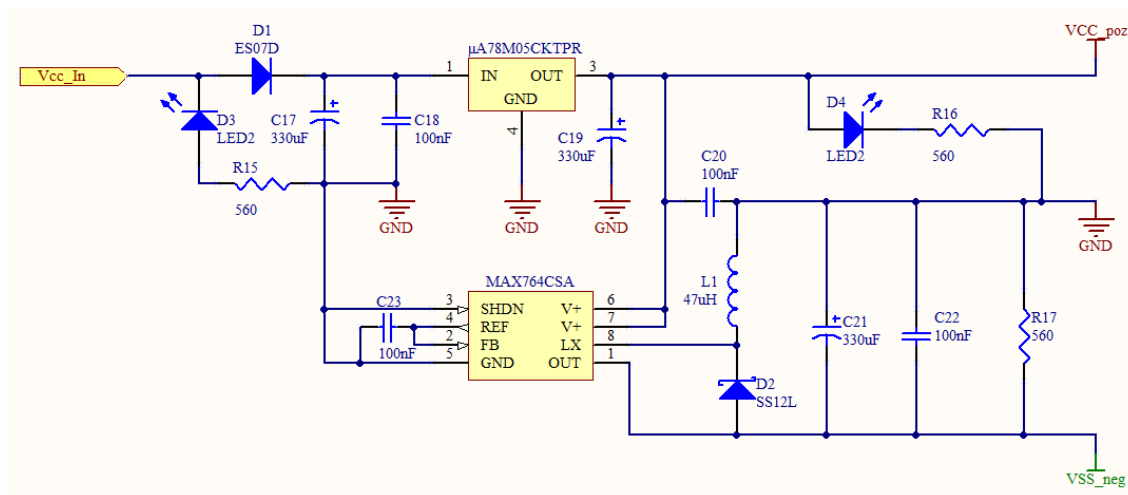 D1
ES07D
Vcc_In
D3
LED2
R15
560
C17
330uF
C18
100nF
GND
µA78M05CKTPR
1
IN
OUT
3
GND
4
GND
C19
330uF
GND
VCC_poz
D4
LED2
R16
560
C20
100nF
GND
L1
47uH
MAX764CSA
C23
100nF
3
SHDN
V+
6
4
REF
V+
7
2
FB
LX
8
5
GND
OUT
1
D2
SS12L
C21
330uF
C22
100nF
R17
560
VSS_neg